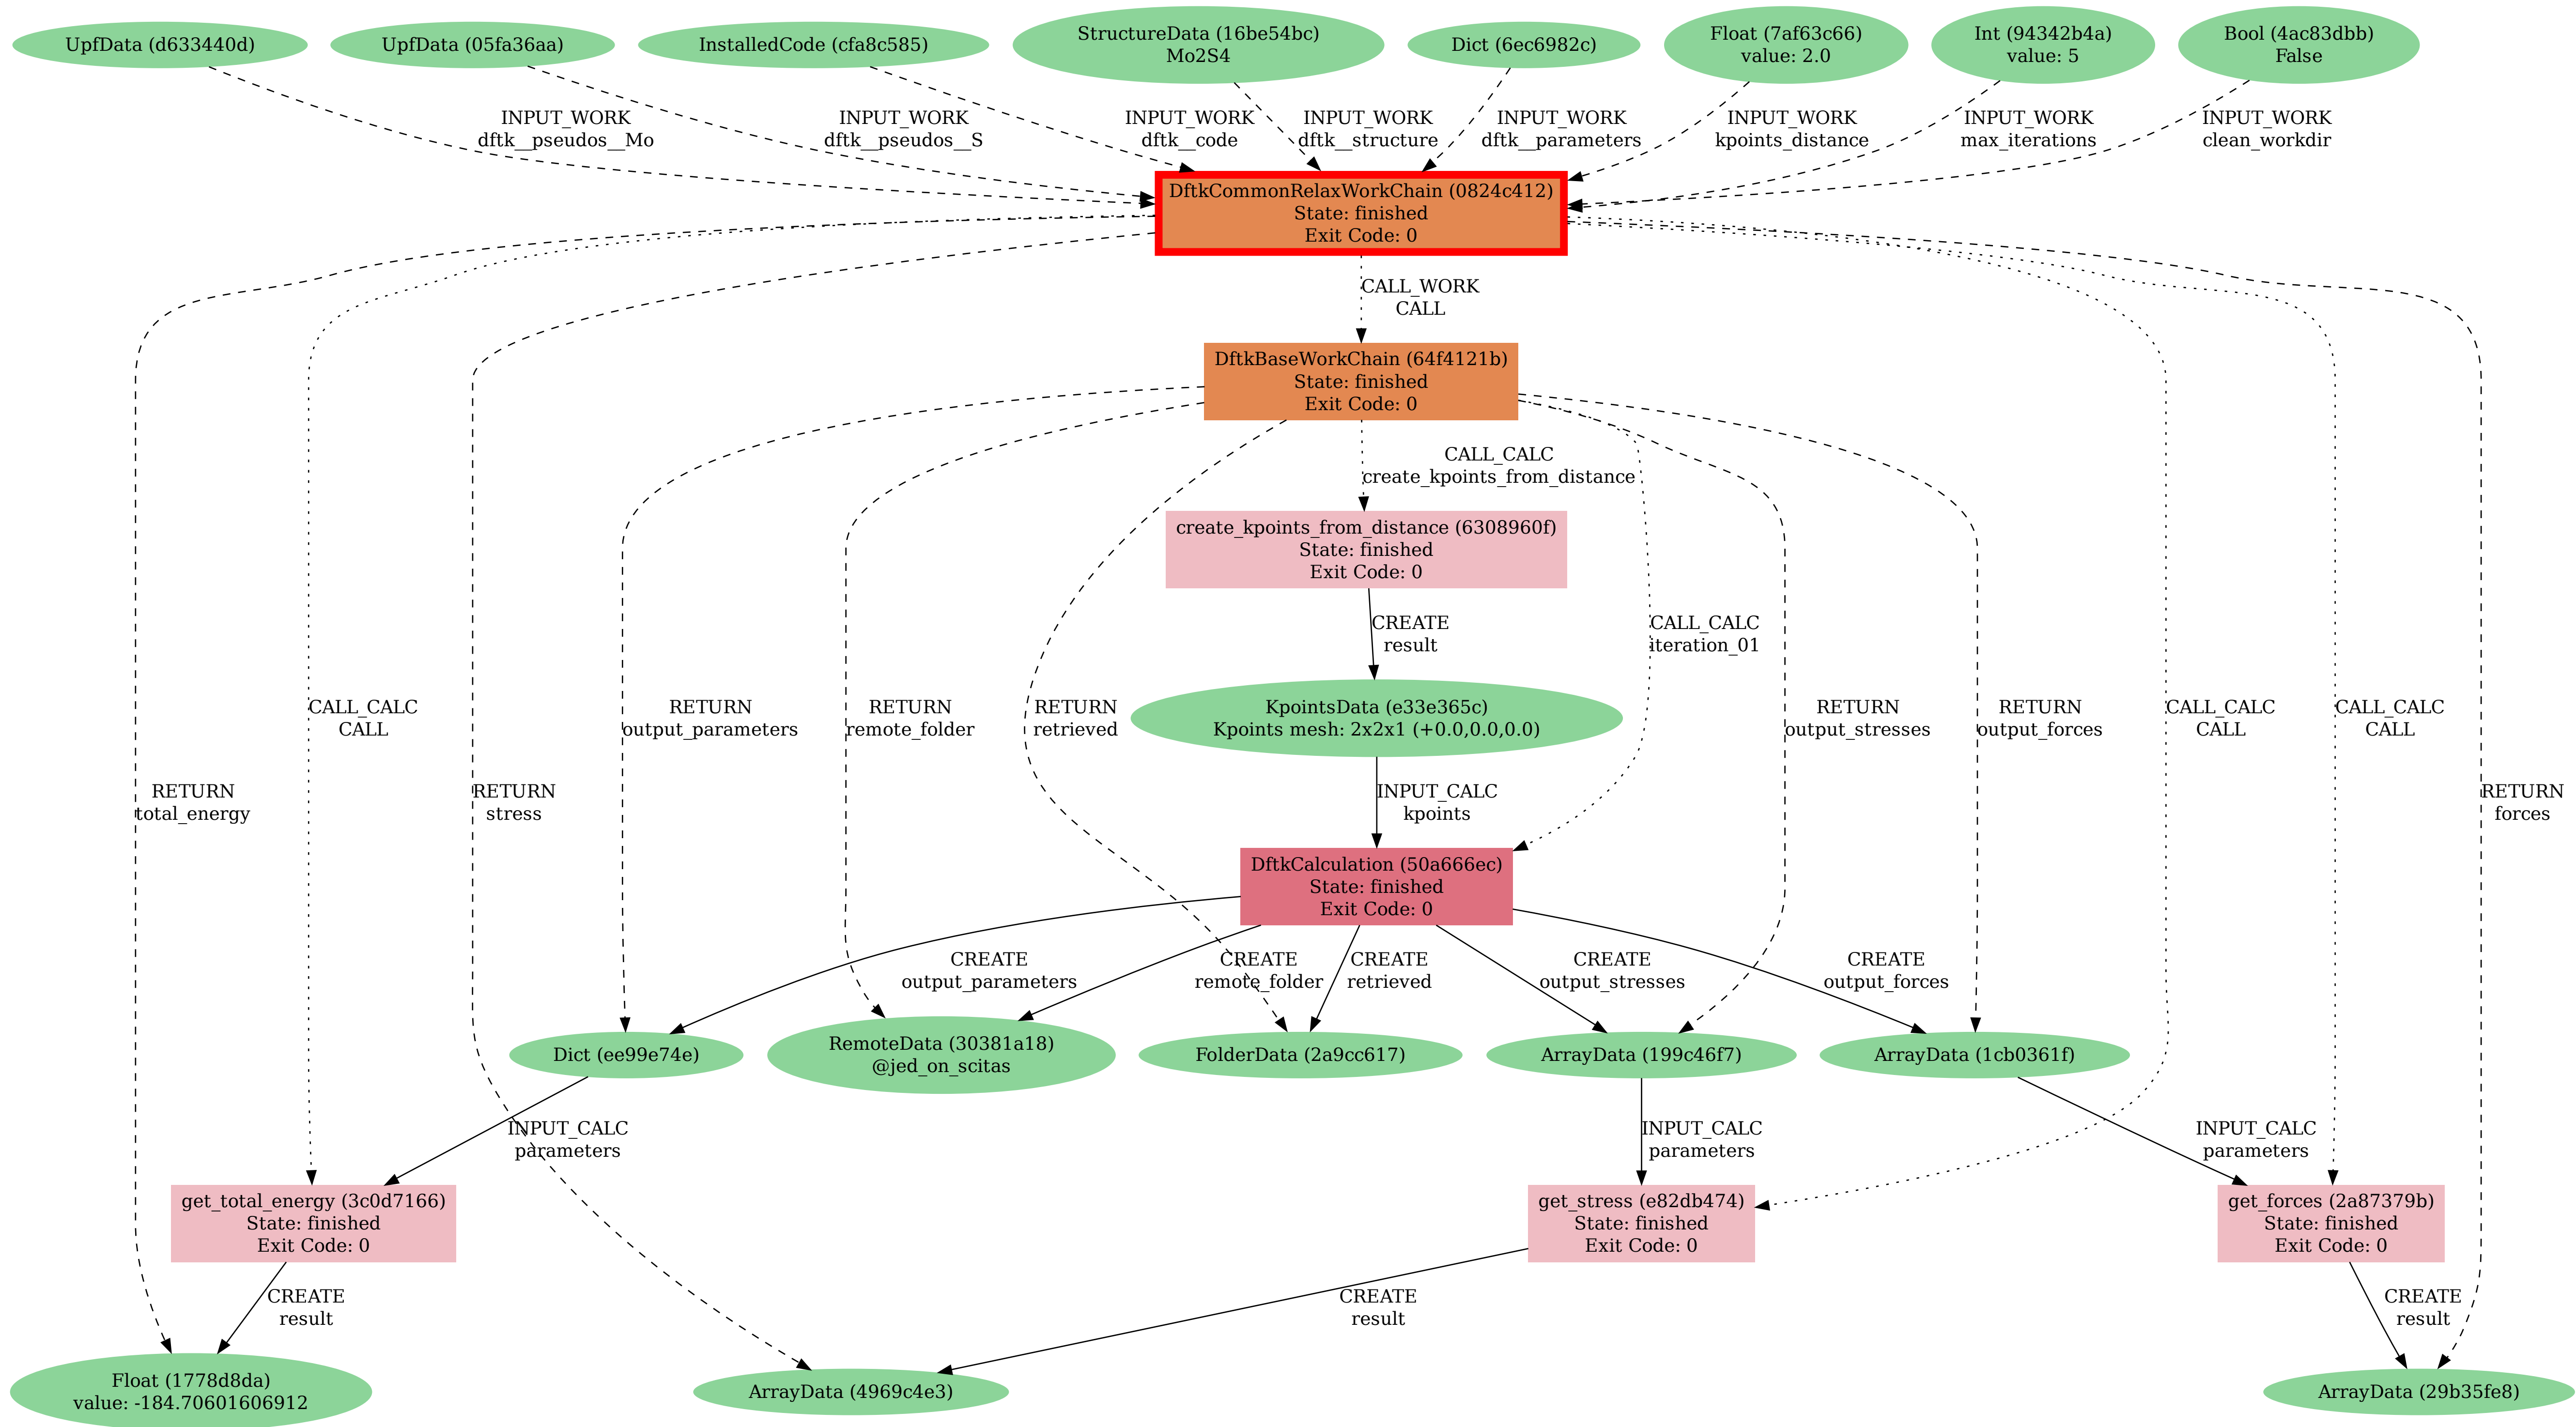 UpfData (d633440d)
UpfData (05fa36aa)
InstalledCode (cfa8c585)
StructureData (16be54bc)
Mo2S4
Dict (6ec6982c)
Float (7af63c66)
value: 2.0
Int (94342b4a)
value: 5
Bool (4ac83dbb)
False
INPUT_WORK
dftk__pseudos__Mo
INPUT_WORK
dftk__pseudos__S
INPUT_WORK
dftk__code
INPUT_WORK
dftk__structure
INPUT_WORK
dftk__parameters
INPUT_WORK
kpoints_distance
INPUT_WORK
max_iterations
INPUT_WORK
clean_workdir
DftkCommonRelaxWorkChain (0824c412)
State: finished
Exit Code: 0
CALL_WORK
CALL
DftkBaseWorkChain (64f4121b)
State: finished
Exit Code: 0
CALL_CALC
create_kpoints_from_distance
create_kpoints_from_distance (6308960f)
State: finished
Exit Code: 0
CREATE
result
CALL_CALC
iteration_01
CALL_CALC
CALL
RETURN
output_parameters
RETURN
remote_folder
RETURN
retrieved
KpointsData (e33e365c)
Kpoints mesh: 2x2x1 (+0.0,0.0,0.0)
RETURN
output_stresses
RETURN
output_forces
CALL_CALC
CALL
CALL_CALC
CALL
RETURN
total_energy
RETURN
stress
INPUT_CALC
kpoints
RETURN
forces
DftkCalculation (50a666ec)
State: finished
Exit Code: 0
CREATE
output_parameters
CREATE
remote_folder
CREATE
retrieved
CREATE
output_stresses
CREATE
output_forces
Dict (ee99e74e)
RemoteData (30381a18)
@jed_on_scitas
FolderData (2a9cc617)
ArrayData (199c46f7)
ArrayData (1cb0361f)
INPUT_CALC
parameters
INPUT_CALC
parameters
INPUT_CALC
parameters
get_total_energy (3c0d7166)
State: finished
Exit Code: 0
get_stress (e82db474)
State: finished
Exit Code: 0
get_forces (2a87379b)
State: finished
Exit Code: 0
CREATE
result
CREATE
result
CREATE
result
Float (1778d8da)
value: -184.70601606912
ArrayData (4969c4e3)
ArrayData (29b35fe8)